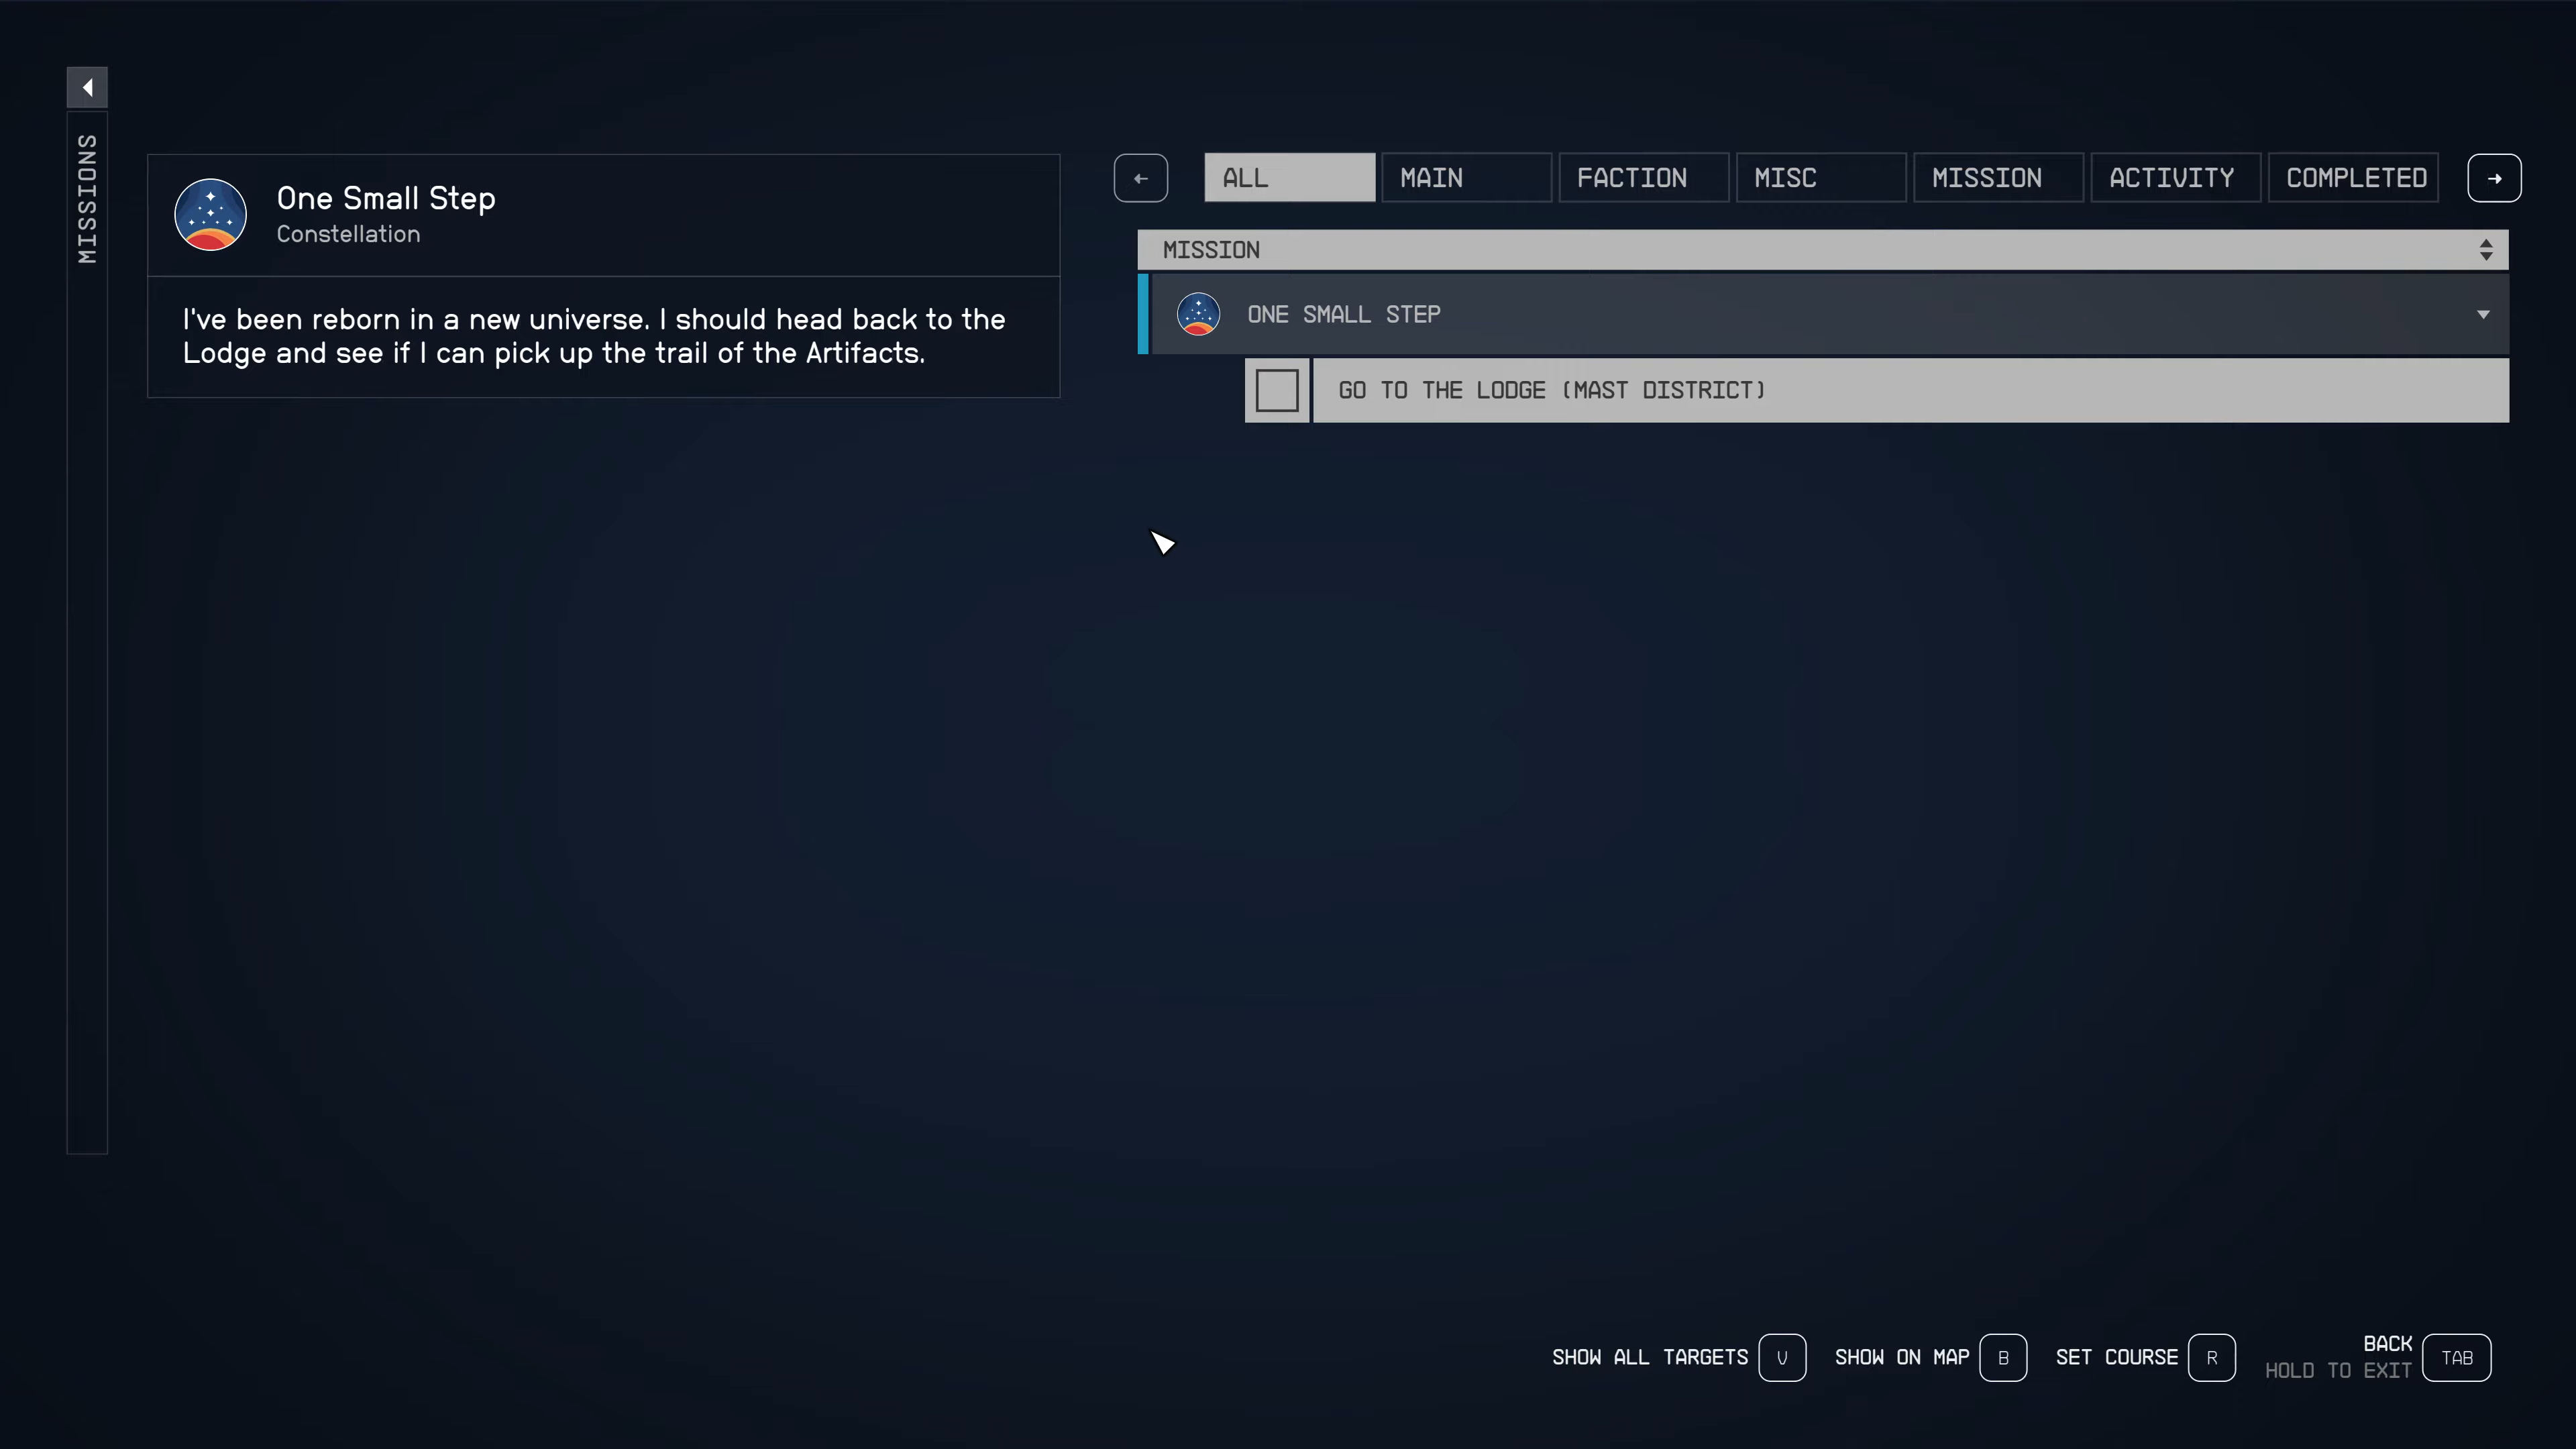 MISSIONS
One Small Step
Constellation
I've been reborn in a new universe. I should head back to the
Lodge and see if I can pick up the trail of the Artifacts.
ALL
MAIN
FACTION
MISC
MISSION
ACTIVITY
COMPLETED
MISSION
ONE SMALL STEP
GO TO THE LODGE (MAST DISTRICT)
SHOW ALL TARGETS V
SHOW ON MAP B
SET COURSE R
BACK
HOLD TO EXIT
TAB